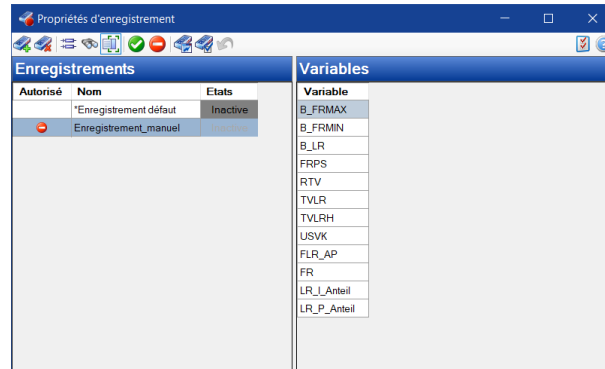 Propriétés d'enregistrement
Enregistrements
Variables
Autorisé Nom Etats
*Enregistrement défaut Inactive
Enregistrement_manuel
Variable
B_FRMAX
B_FRMIN
B_LR
FRPS
RTV
TVLR
TVLRH
USVK
FLR_AP
FR
LR_I_Anteil
LR_P_Anteil